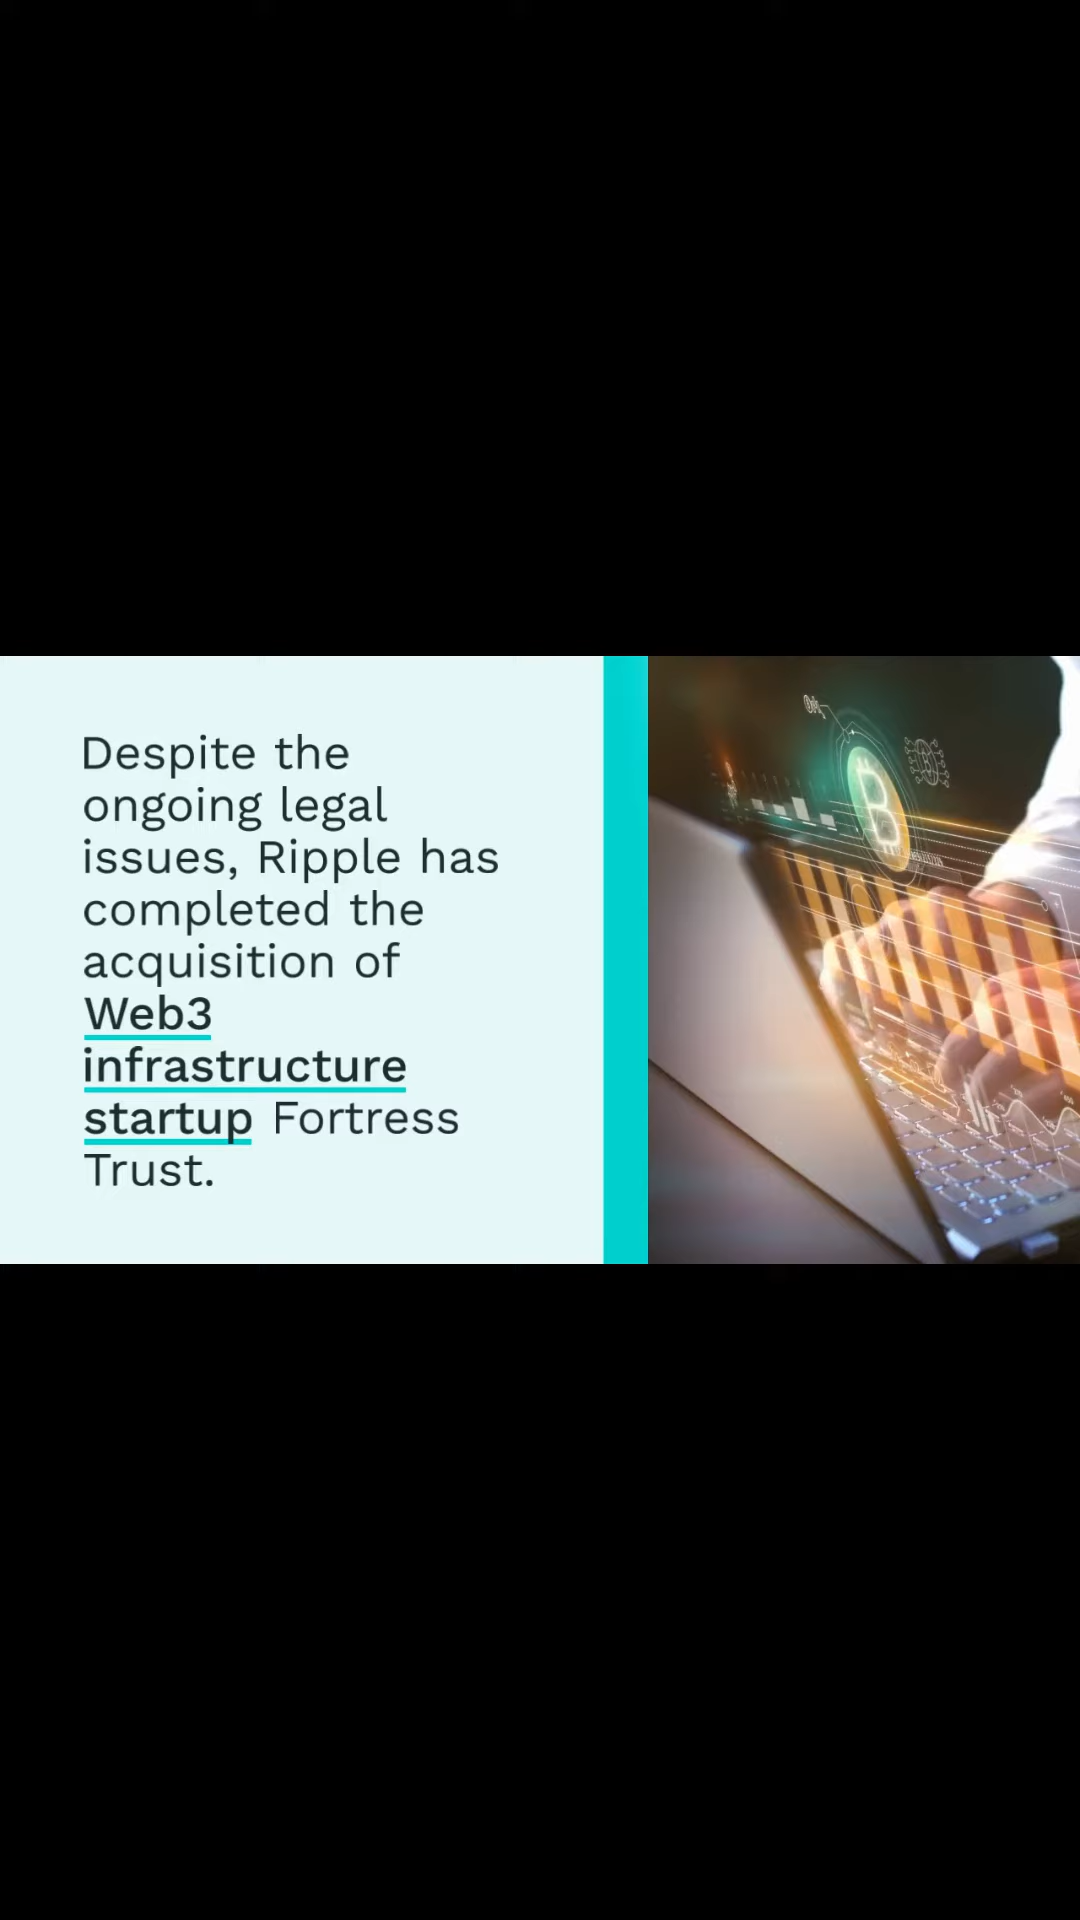 Despite the
ongoing legal
issues, Ripple has
completed the
acquisition of
Web3
infrastructure
startup Fortress
Trust.